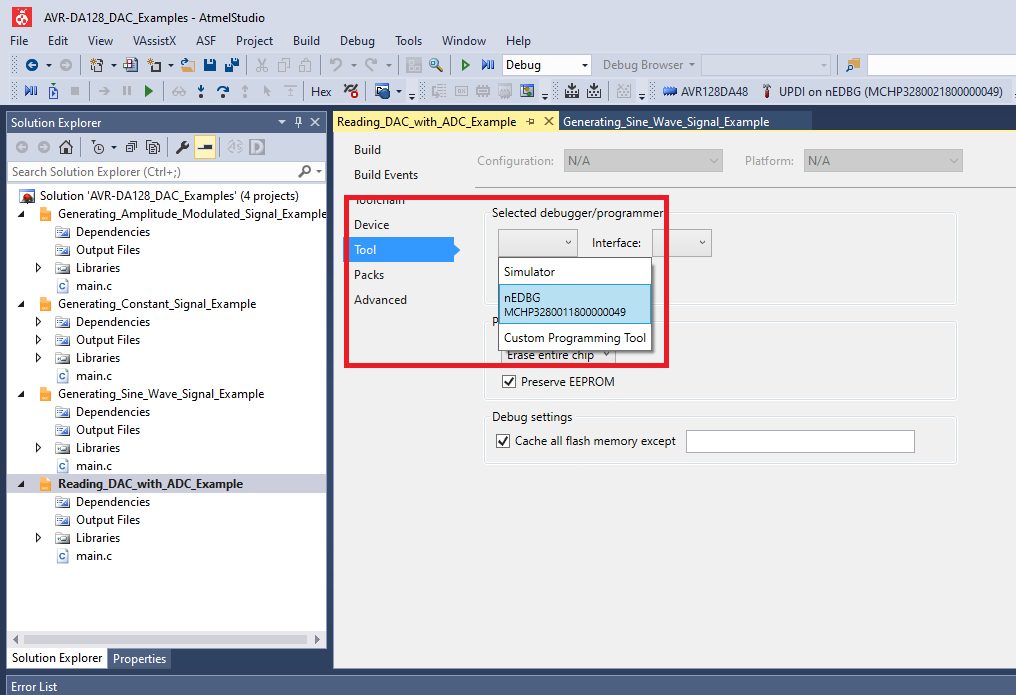 AVR-DA128_DAC_Examples - AtmelStudio
File Edit View VAssistX ASF Project Build Debug Tools Window Help
Debug Debug Browser
Hex AVR128DA48 UPDI on nEDBG (MCHP3280021800000049)
Solution Explorer
Search Solution Explorer (Ctrl+;)
Solution 'AVR-DA128_DAC_Examples' (4 projects)
Generating_Amplitude_Modulated_Signal_Example
Dependencies
Output Files
Libraries
main.c
Generating_Constant_Signal_Example
Dependencies
Output Files
Libraries
main.c
Generating_Sine_Wave_Signal_Example
Dependencies
Output Files
Libraries
main.c
Reading_DAC_with_ADC_Example
Dependencies
Output Files
Libraries
main.c
Solution Explorer Properties
Error List
Reading_DAC_with_ADC_Example Generating_Sine_Wave_Signal_Example
Build
Build Events
Toolchain
Device
Tool
Packs
Advanced
Configuration: N/A Platform: N/A
Selected debugger/programmer
Interface:
Simulator
nEDBG
MCHP3280011800000049
Custom Programming Tool
Erase entire chip
Preserve EEPROM
Debug settings
Cache all flash memory except